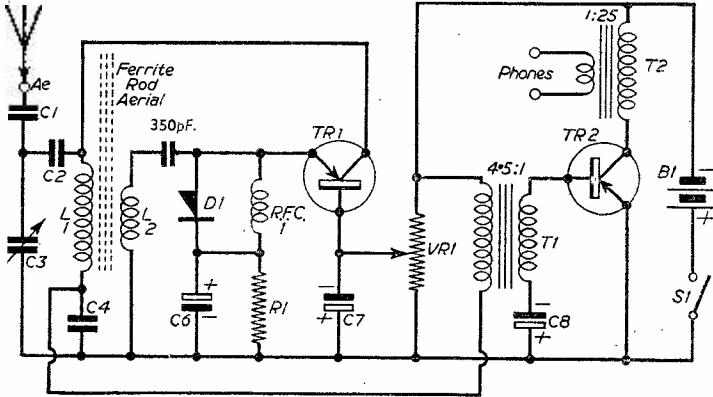 1:25
Phones
T2
Ferrite
Rod
Aerial
Ae
C1
350pF.
TR1
TR2
C2
4·5:1
B1
L
1
L
2
D1
R.F.C.
1
VR1
T1
C3
C4
C6
R1
C7
C8
S1
+
-
-
+
-
+
-
+